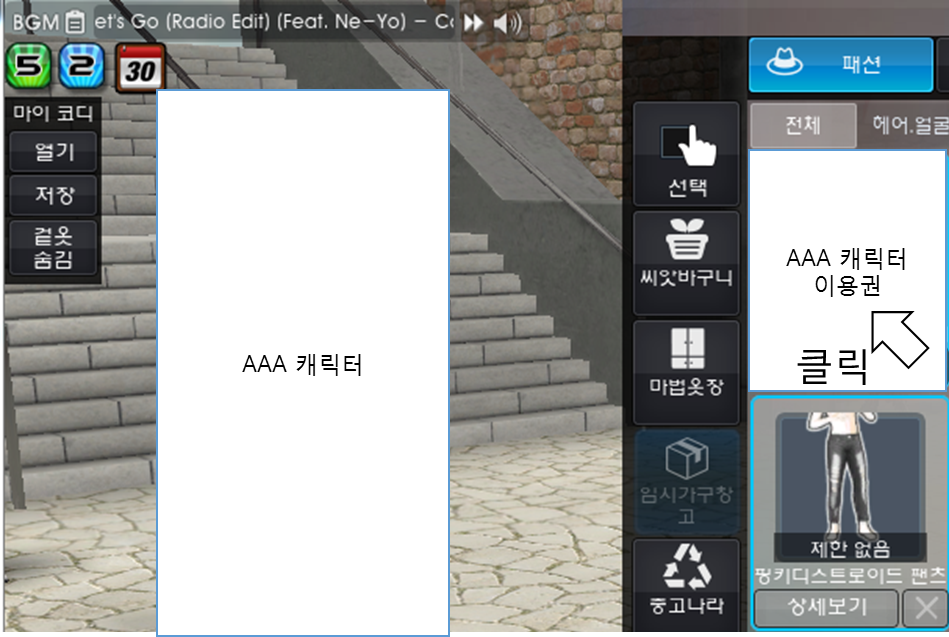 BGM et's Go (Radio Edit) (Feat. Ne-Yo) - Co
5 2 30
마이 코디
열기
저장
겉옷
숨김
AAA 캐릭터
선택
씨앗바구니
마법옷장
임시가구창
고
중고나라
패션
전체 헤어.얼굴
AAA 캐릭터
이용권
클릭
제한 없음
핑키디스트로이드 팬츠
상세보기